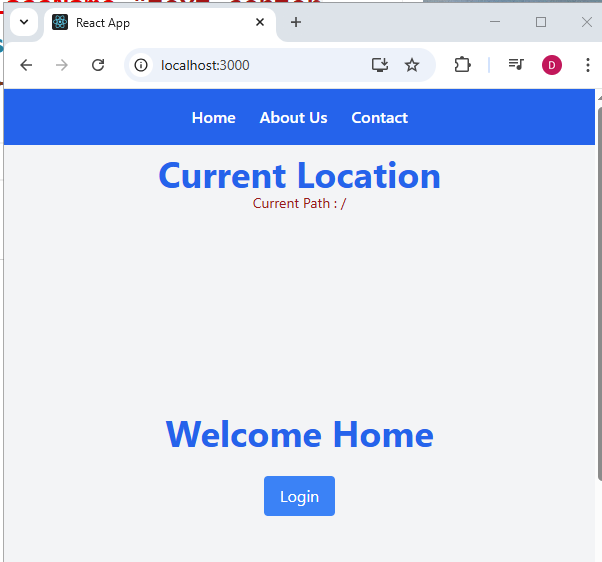 React App
localhost:3000
D
Home About Us Contact
Current Location
Current Path : /
Welcome Home
Login